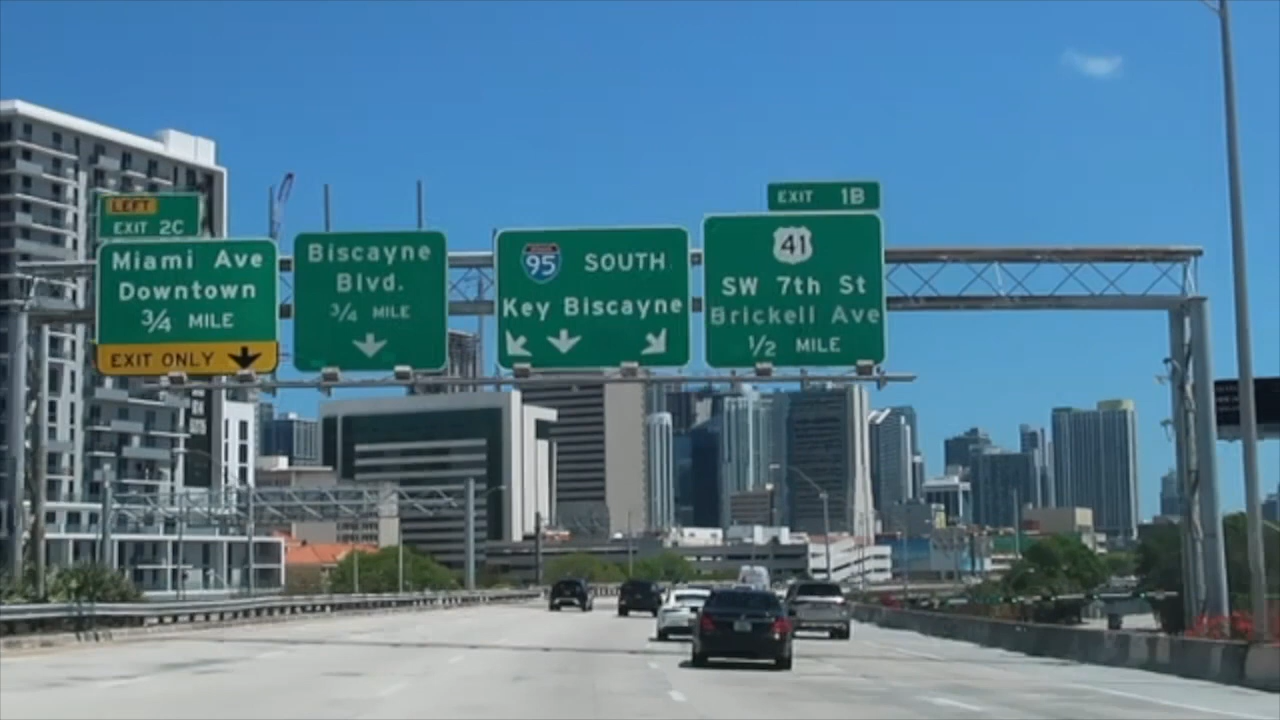 LEFT
EXIT 2C
Miami Ave
Downtown
3/4 MILE
EXIT ONLY
Biscayne
Blvd.
3/4 MILE
95 SOUTH
Key Biscayne
EXIT 1B
41
SW 7th St
Brickell Ave
1/2 MILE